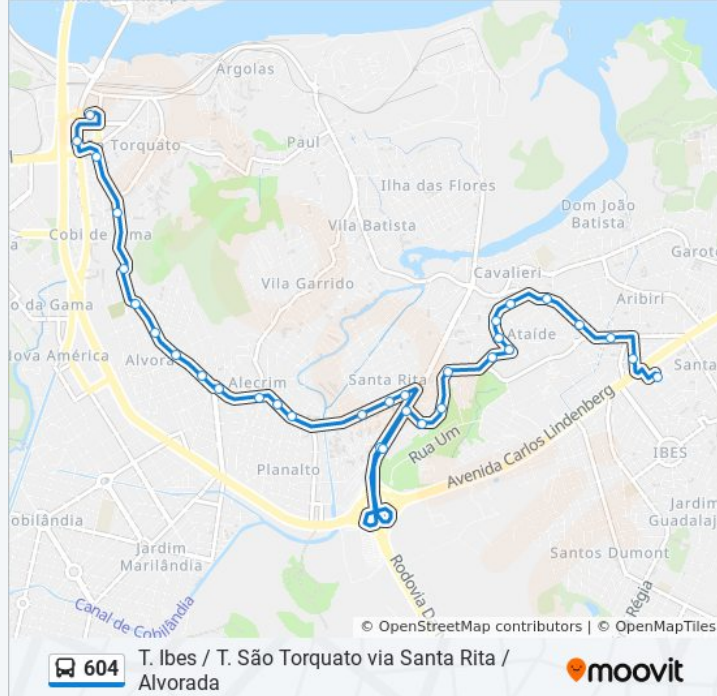 Argolas
Torquato
Paul
Ilha das Flores
Dom João
Batista
Cobi de
ma
Vila Batista
Garot
Cavalieri
Vila Garrido
Aribiri
o da Gama
Ataíde
Nova América
Alvora
Santa
Alecrim
Santa Rita
Rua Um
Avenida Carlos Lindenberg
IBES
Planalto
obilândia
Jardim
Guadalaj
Jardim
Marilândia
Santos Dumont
Rodovia D
Régia
Canal de Cobilândia
© OpenStreetMap contributors | © OpenMapTiles
604
T. Ibes / T. São Torquato via Santa Rita /
Alvorada
moovit